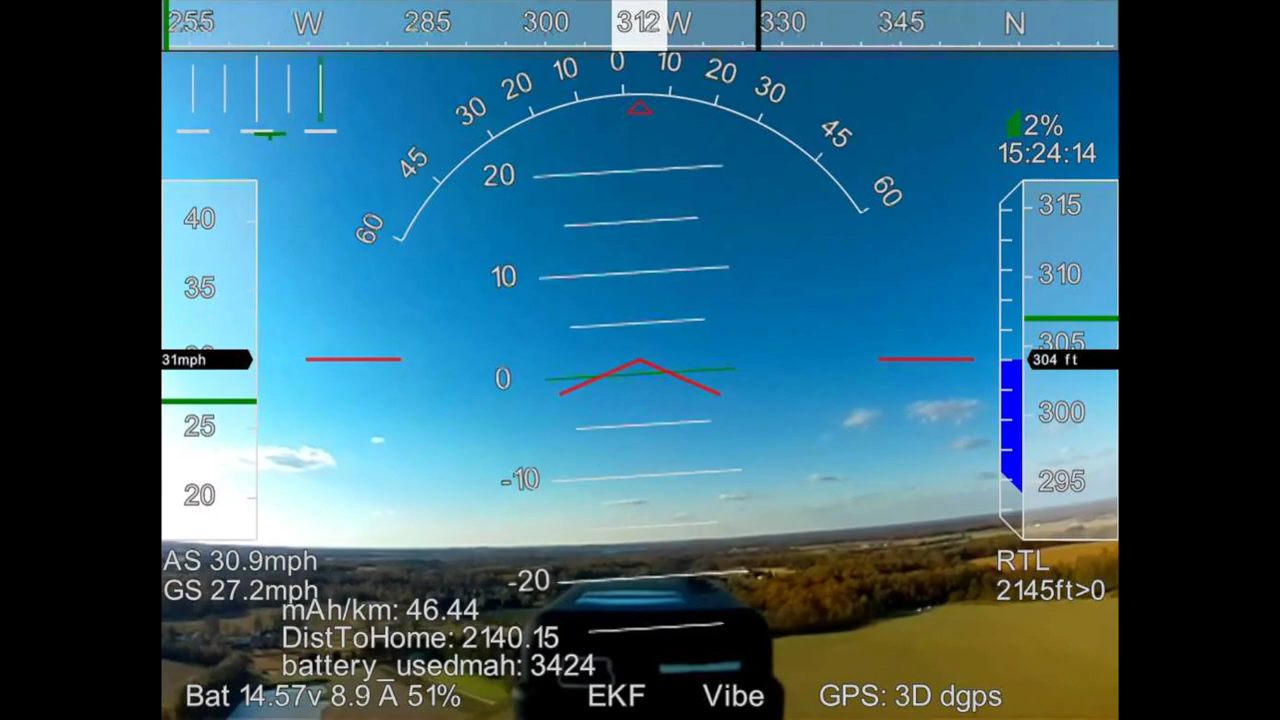 255 W 285 300 312 W 330 345 N
60 45 30 20 10 0 10 20 30 45 60
2%
15:24:14
20
10
0
-10
-20
40
35
31mph
25
20
315
310
305
304 ft
300
295
AS 30.9mph
GS 27.2mph
RTL
2145ft>0
mAh/km: 46.44
DistToHome: 2140.15
battery_usedmah: 3424
Bat 14.57v 8.9 A 51% EKF Vibe GPS: 3D dgps